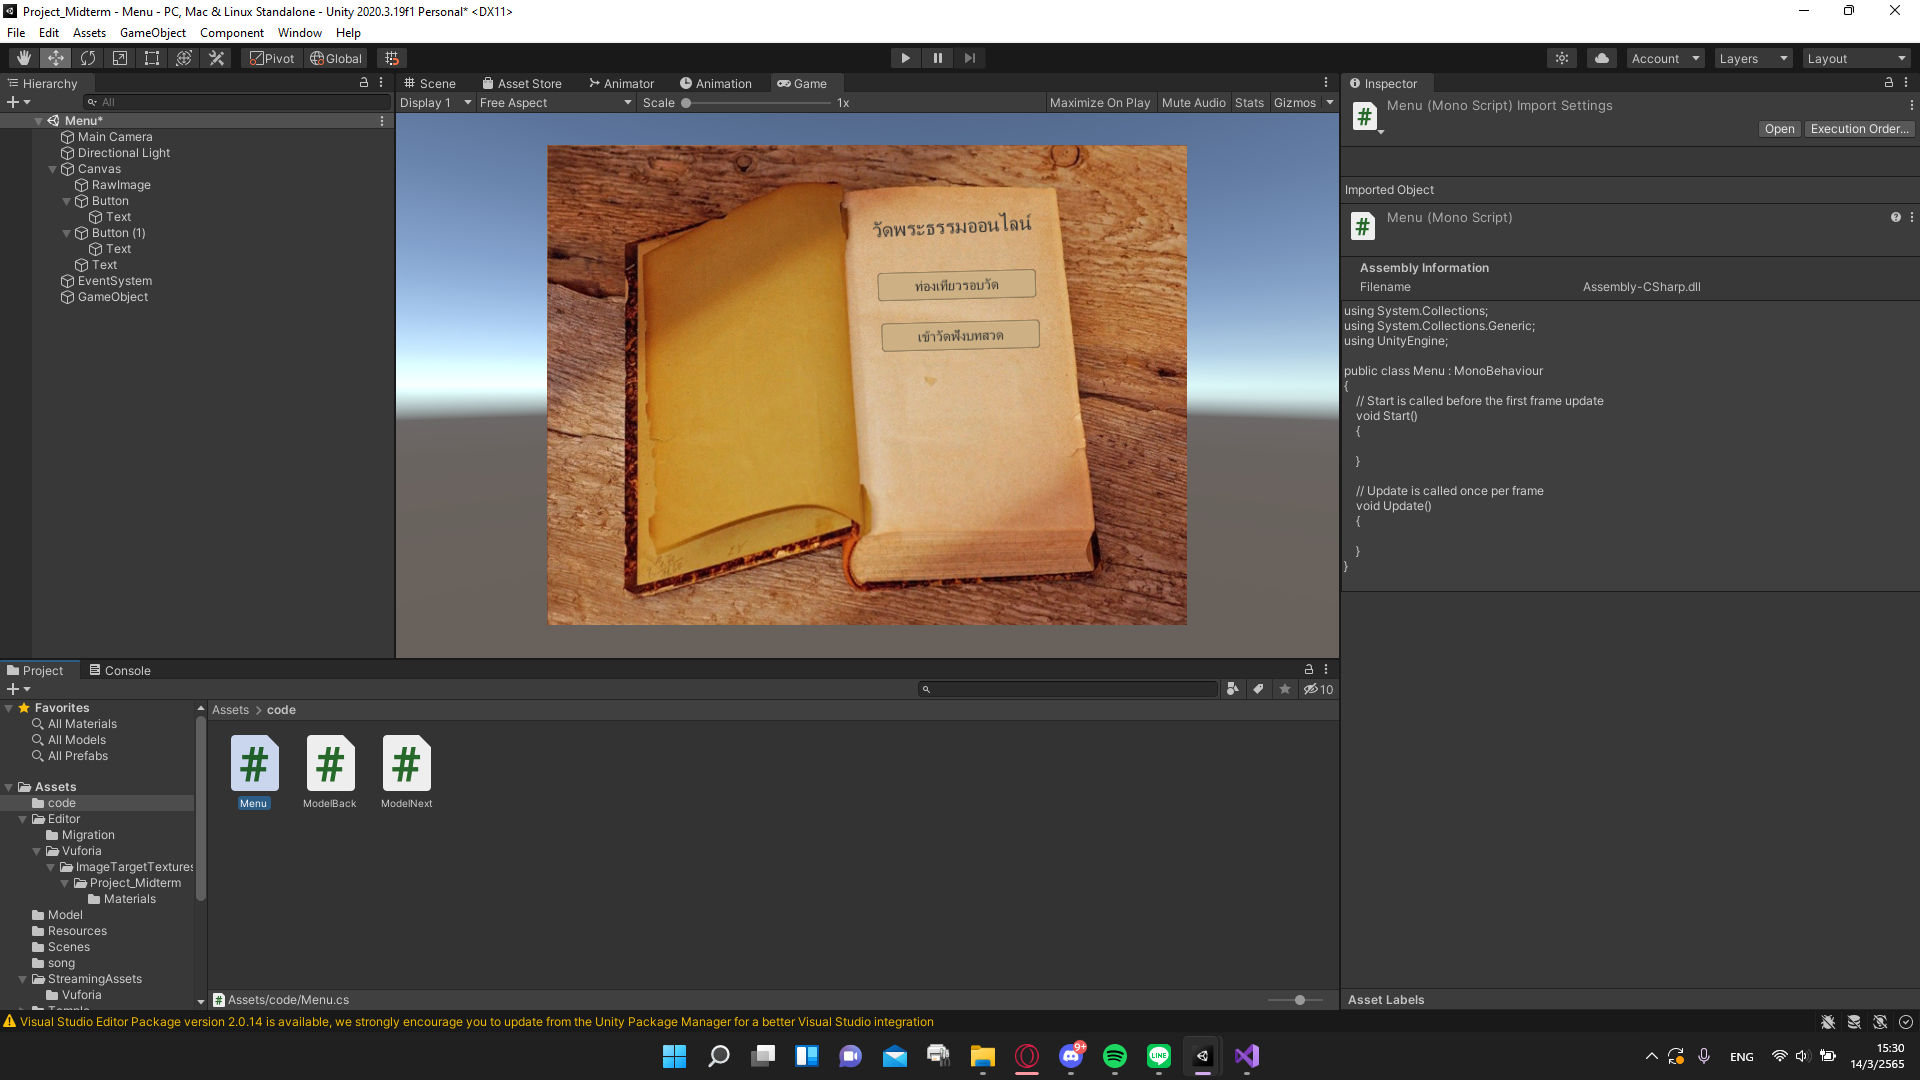 Project_Midterm - Menu - PC, Mac & Linux Standalone - Unity 2020.3.19f1 Personal* <DX11>
File Edit Assets GameObject Component Window Help
Pivot Global Account Layers Layout
Hierarchy
All
Menu*
Main Camera
Directional Light
Canvas
RawImage
Button
Text
Button (1)
Text
Text
EventSystem
GameObject
Scene Asset Store Animator Animation Game
Display 1 Free Aspect Scale 1x Maximize On Play Mute Audio Stats Gizmos
วัดพระธรรมออนไลน์
ท่องเที่ยวรอบวัด
เข้าวัดฟังบทสวด
Inspector
Menu (Mono Script) Import Settings
Open Execution Order...
Imported Object
Menu (Mono Script)
Assembly Information
Filename Assembly-CSharp.dll
using System.Collections;
using System.Collections.Generic;
using UnityEngine;
public class Menu : MonoBehaviour
{
// Start is called before the first frame update
void Start()
{
}
// Update is called once per frame
void Update()
{
}
}
Asset Labels
Project Console
10
Favorites
All Materials
All Models
All Prefabs
Assets
code
Editor
Migration
Vuforia
ImageTargetTextures
Project_Midterm
Materials
Model
Resources
Scenes
song
StreamingAssets
Vuforia
Assets > code
Menu ModelBack ModelNext
Assets/code/Menu.cs
Visual Studio Editor Package version 2.0.14 is available, we strongly encourage you to update from the Unity Package Manager for a better Visual Studio integration
9+
LINE
ENG
15:30
14/3/2565